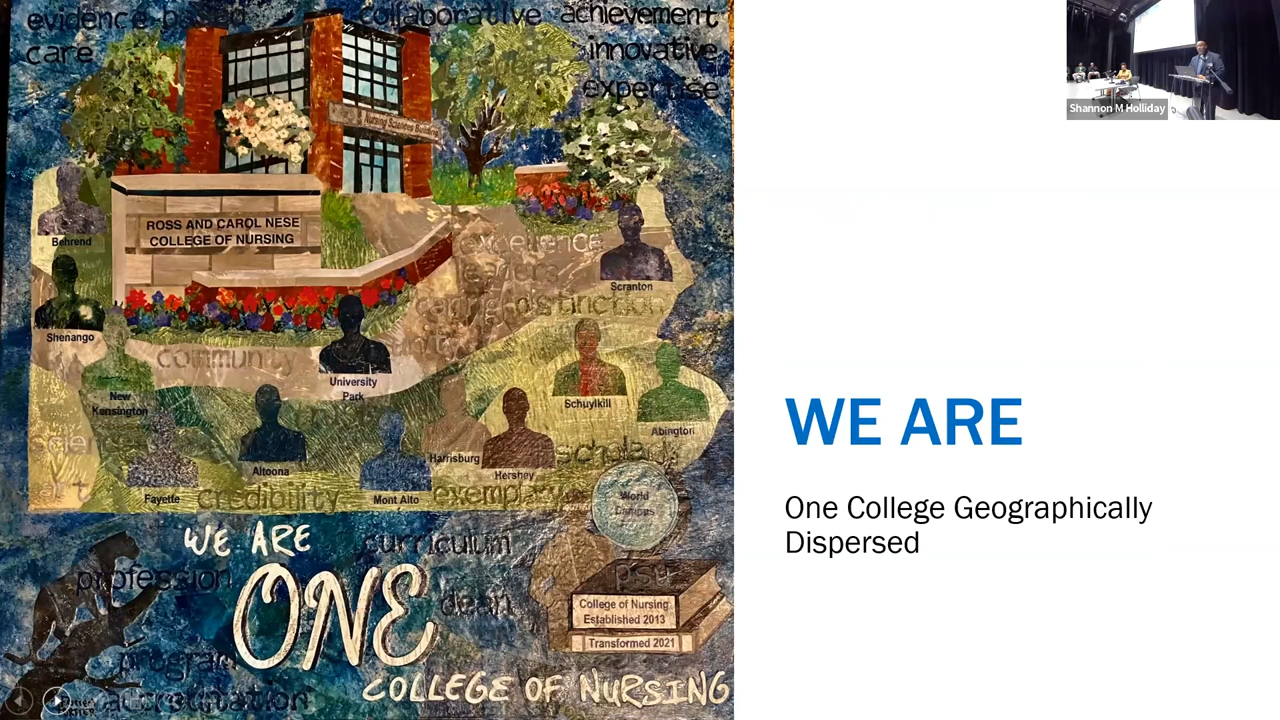 evidence based
care
collaborative achievement
innovative
expertise
Nursing Sciences Building
ROSS AND CAROL NESE
COLLEGE OF NURSING
Behrend
Shenango
New
Kensington
Fayette
University
Park
Altoona
Mont Alto
Harrisburg
Hershey
Schuylkill
Abington
Scranton
World
Campus
excellence
leaders
caring distinction
community
scholar
credibility
exemplary
WE ARE
ONE
COLLEGE OF NURSING
curriculum
profession
dean
program
accreditation
psu
College of Nursing
Established 2013
Transformed 2021
Shannon M Holliday
WE ARE
One College Geographically
Dispersed